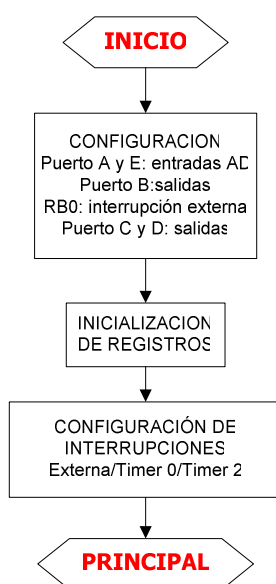 INICIO
CONFIGURACION
Puerto A y E: entradas AD
Puerto B:salidas
RB0: interrupción externa
Puerto C y D: salidas
INICIALIZACION
DE REGISTROS
CONFIGURACIÓN DE
INTERRUPCIONES
Externa/Timer 0/Timer 2
PRINCIPAL